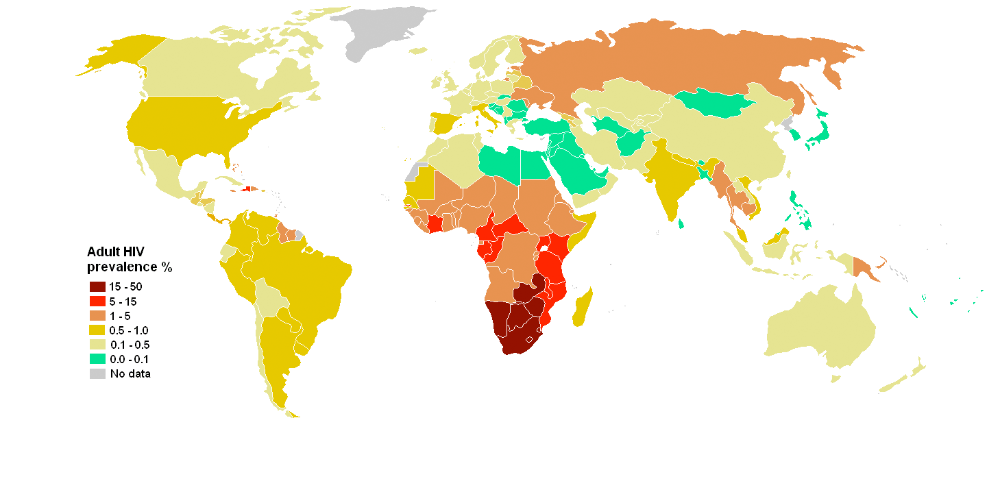 Adult HIV
prevalence %
15 - 50
5 - 15
1 - 5
0.5 - 1.0
0.1 - 0.5
0.0 - 0.1
No data